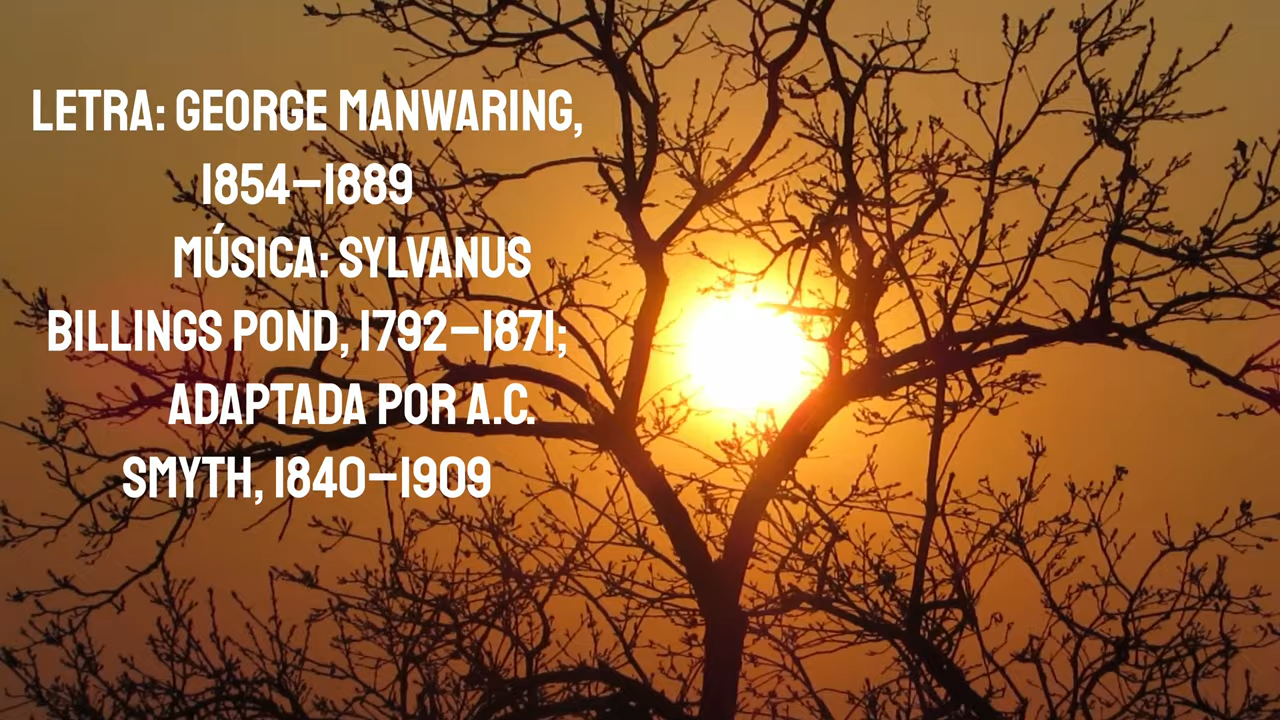 LETRA: GEORGE MANWARING,
1854–1889
MÚSICA: SYLVANUS
BILLINGS POND, 1792–1871;
ADAPTADA POR A.C.
SMYTH, 1840–1909